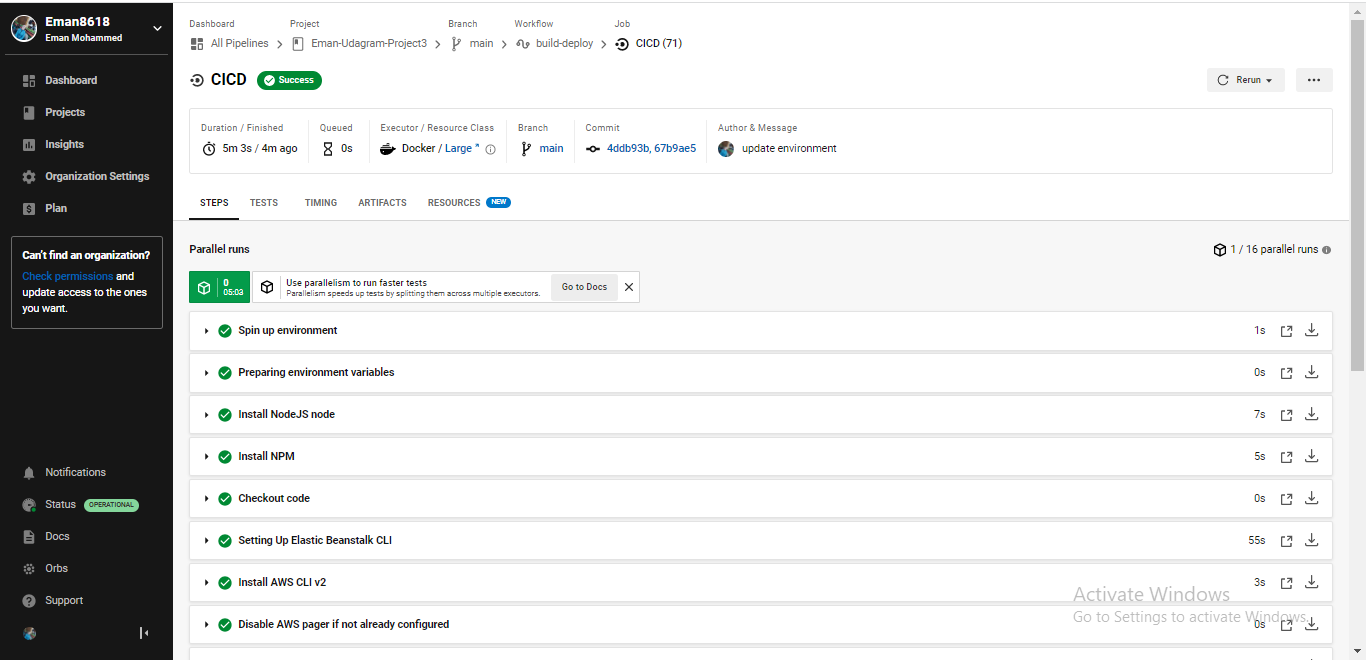 Eman8618
Eman Mohammed
Dashboard
Projects
Insights
Organization Settings
Plan
Can't find an organization?
Check permissions and
update access to the ones
you want.
Notifications
Status OPERATIONAL
Docs
Orbs
Support
Dashboard Project Branch Workflow Job
All Pipelines Eman-Udagram-Project3 main build-deploy CICD (71)
CICD Success Rerun
Duration / Finished Queued Executor / Resource Class Branch Commit Author & Message
5m 3s / 4m ago 0s Docker / Large main 4ddb93b, 67b9ae5 update environment
STEPS TESTS TIMING ARTIFACTS RESOURCES NEW
Parallel runs 1 / 16 parallel runs
0
05:03
Use parallelism to run faster tests
Parallelism speeds up tests by splitting them across multiple executors.
Go to Docs
Spin up environment 1s
Preparing environment variables 0s
Install NodeJS node 7s
Install NPM 5s
Checkout code 0s
Setting Up Elastic Beanstalk CLI 55s
Install AWS CLI v2 3s
Disable AWS pager if not already configured 0s
Activate Windows
Go to Settings to activate Windows.